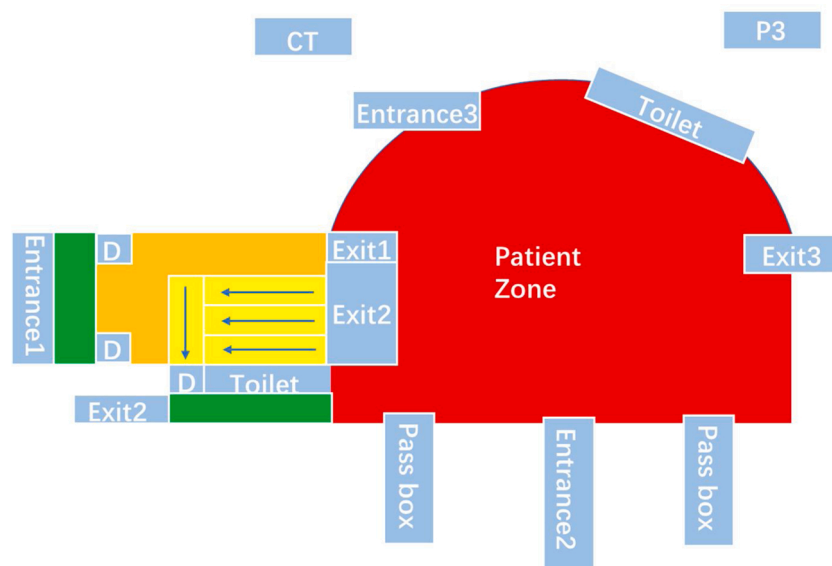 CT
P3
Entrance3
Toilet
Entrance1
D
Exit1
Patient
Zone
Exit3
Exit2
D
D
Toilet
Exit2
Pass box
Entrance2
Pass box